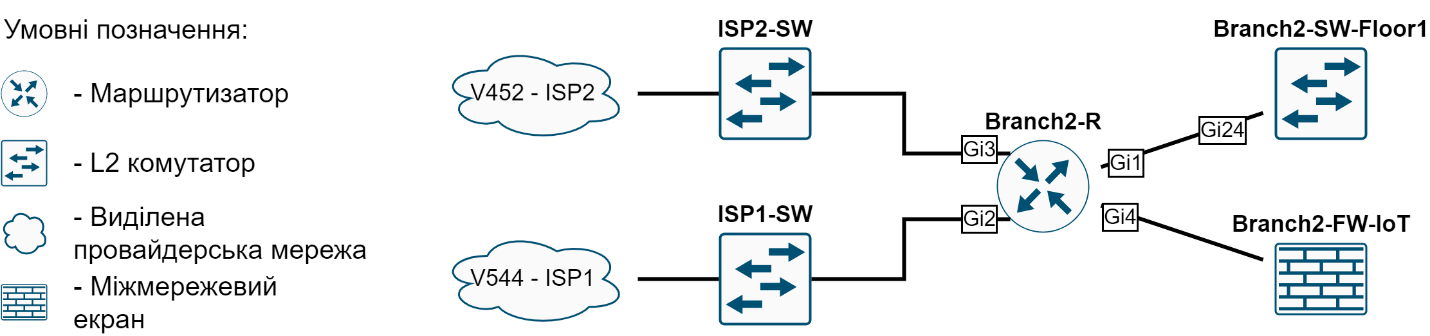 Умовні позначення:
- Маршрутизатор
- L2 комутатор
- Виділена
провайдерська мережа
- Міжмережевий
екран
ISP2-SW
V452 - ISP2
ISP1-SW
V544 - ISP1
Branch2-R
Gi3
Gi2
Gi1
Gi4
Gi24
Branch2-SW-Floor1
Branch2-FW-IoT